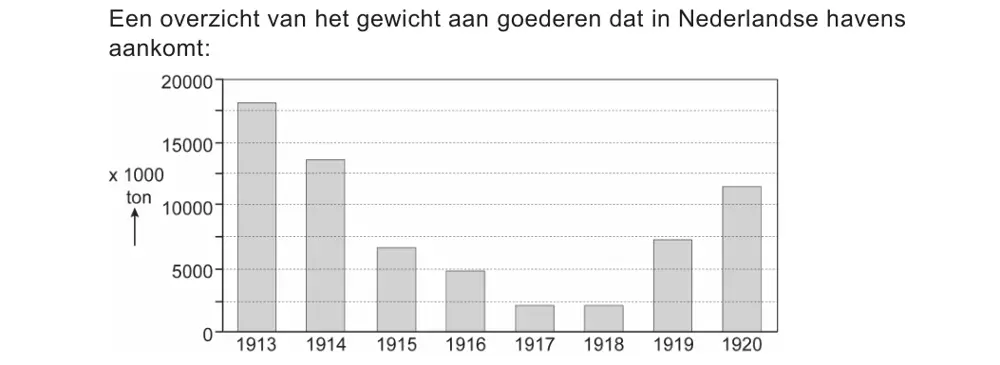 Een overzicht van het gewicht aan goederen dat in Nederlandse havens
aankomt:
20000
15000
x 1000
ton
10000
5000
0
1913 1914 1915 1916 1917 1918 1919 1920